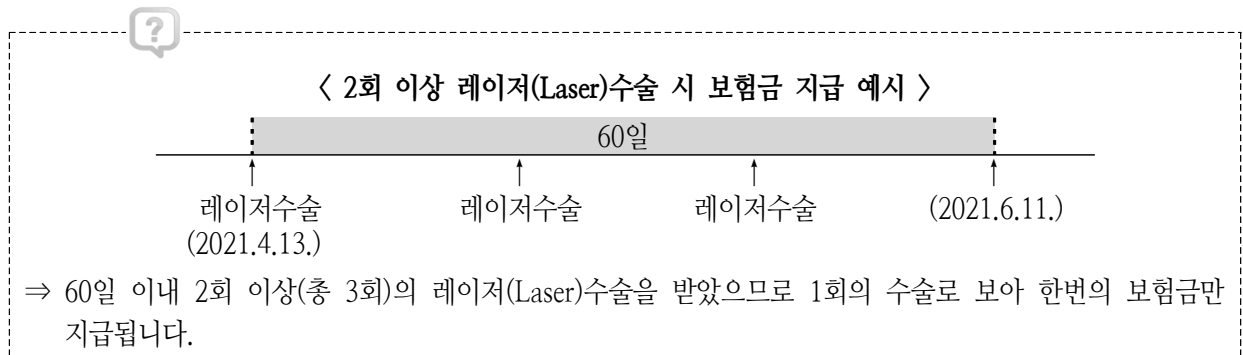 ?
〈 2회 이상 레이저(Laser)수술 시 보험금 지급 예시 〉
60일
레이저수술 레이저수술 레이저수술 (2021.6.11.)
(2021.4.13.)
⇒ 60일 이내 2회 이상(총 3회)의 레이저(Laser)수술을 받았으므로 1회의 수술로 보아 한번의 보험금만
지급됩니다.